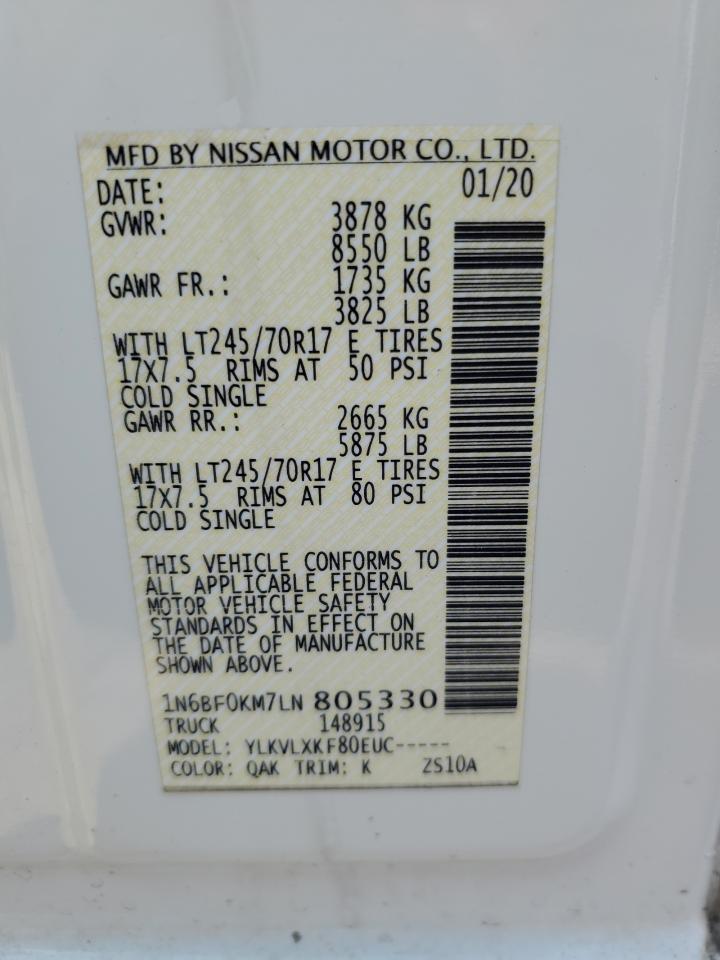 MFD BY NISSAN MOTOR CO., LTD.
DATE: 01/20
GVWR: 3878 KG
8550 LB
GAWR FR.: 1735 KG
3825 LB
WITH LT245/70R17 E TIRES
17X7.5 RIMS AT 50 PSI
COLD SINGLE
GAWR RR.: 2665 KG
5875 LB
WITH LT245/70R17 E TIRES
17X7.5 RIMS AT 80 PSI
COLD SINGLE
THIS VEHICLE CONFORMS TO
ALL APPLICABLE FEDERAL
MOTOR VEHICLE SAFETY
STANDARDS IN EFFECT ON
THE DATE OF MANUFACTURE
SHOWN ABOVE.
1N6BF0KM7LN 805330
TRUCK 148915
MODEL: YLKVLXKF80EUC-----
COLOR: QAK TRIM: K ZS10A